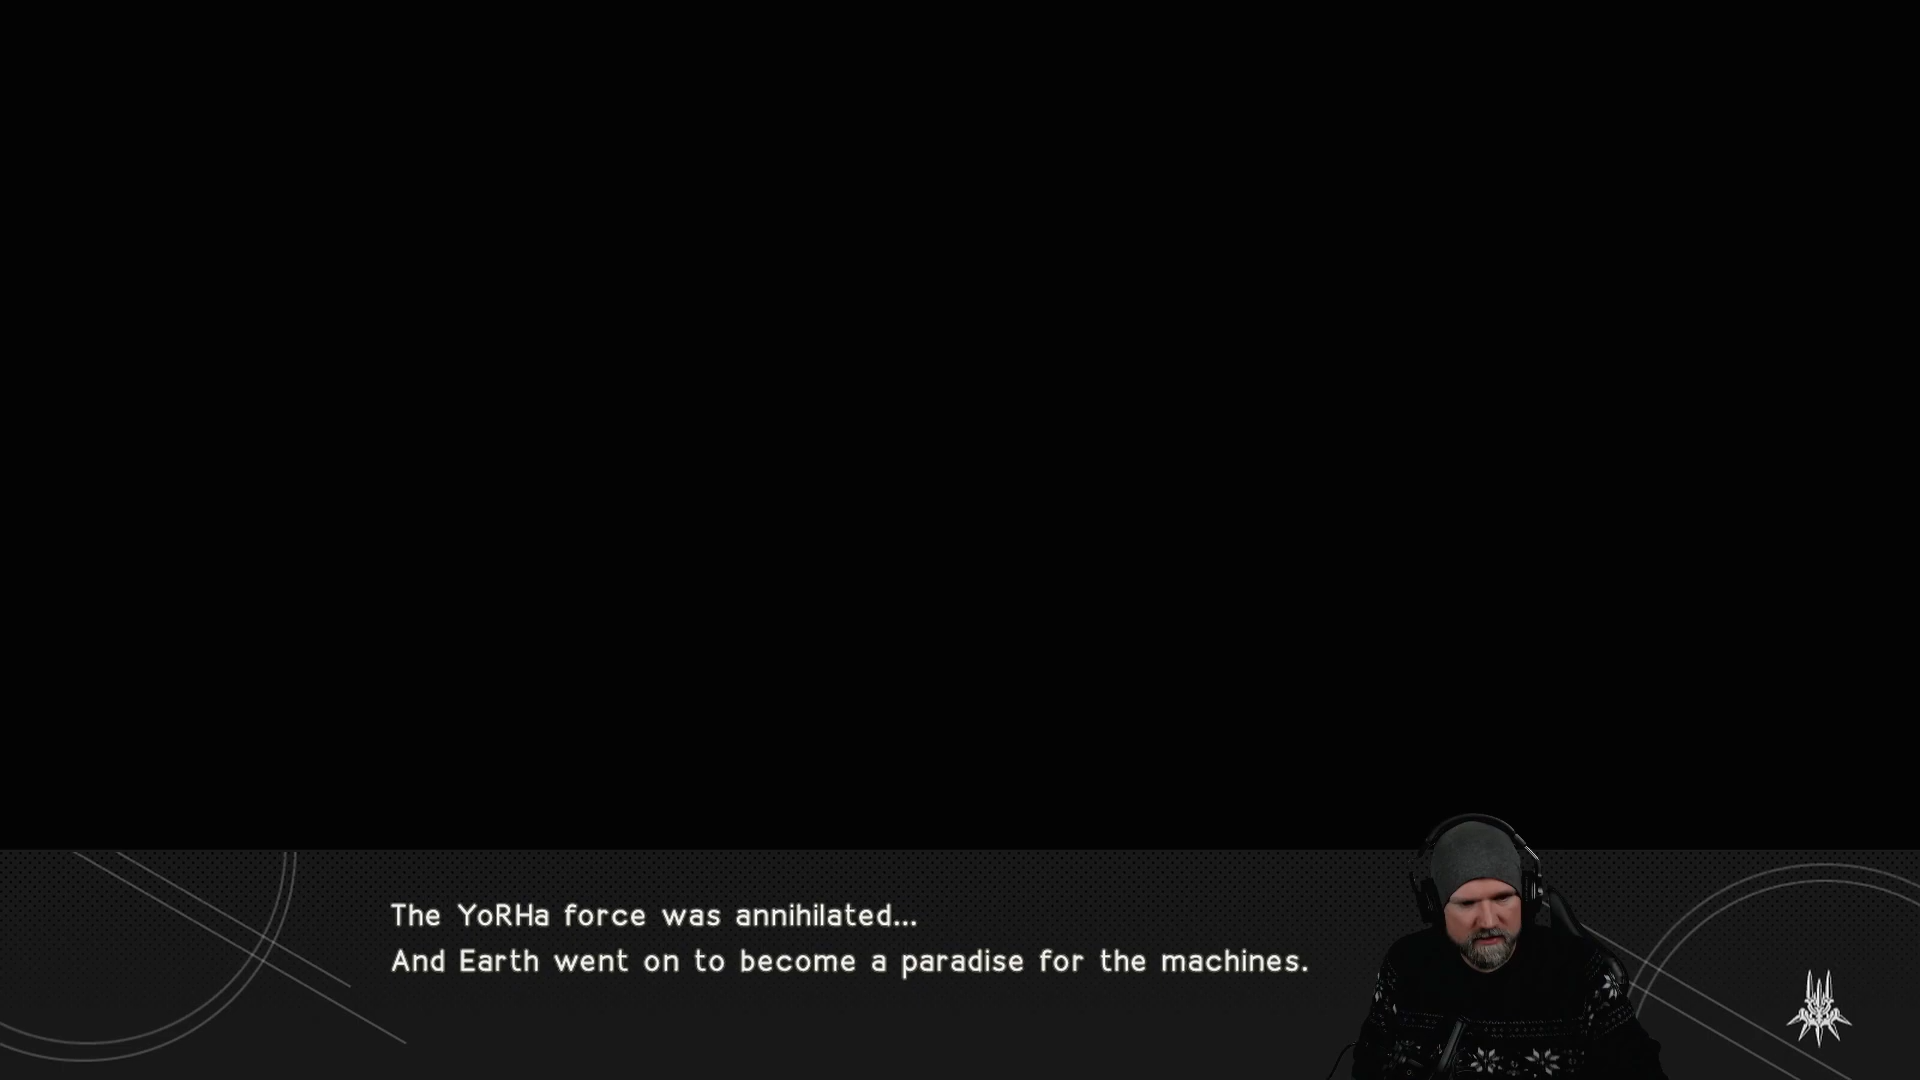 The YoRHa force was annihilated...
And Earth went on to become a paradise for the machines.